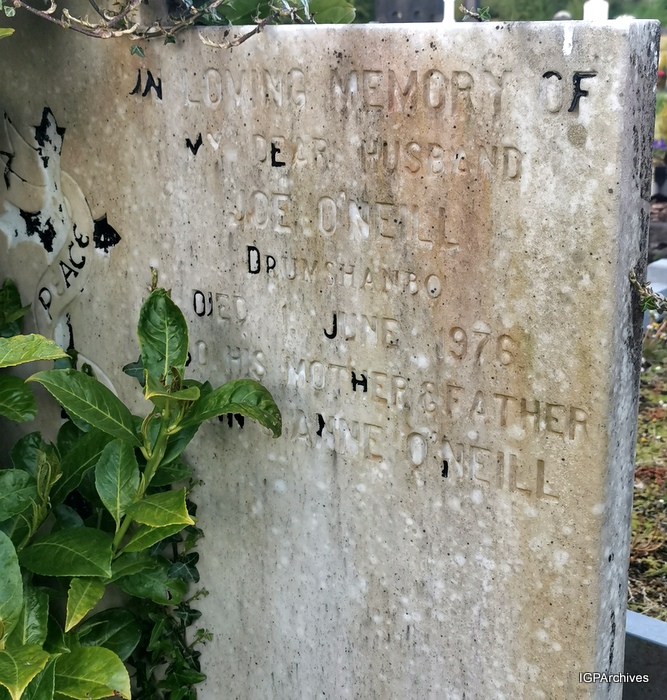 IN LOVING MEMORY OF
MY DEAR HUSBAND
JOE O'NEILL
DRUMSHANBO
DIED JUNE 1976
HIS MOTHER & FATHER
ANNE O'NEILL
PEACE
IGPArchives